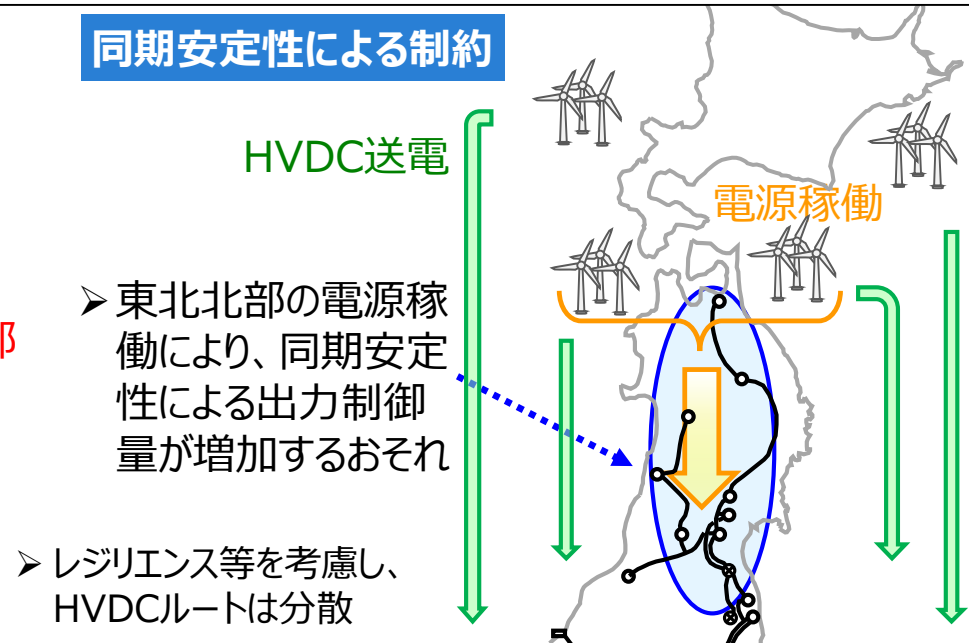 同期安定性による制約
HVDC送電
電源稼働
➢東北北部の電源稼
働により、同期安定
性による出力制御
量が増加するおそれ
部
➢レジリエンス等を考慮し、
HVDCルートは分散